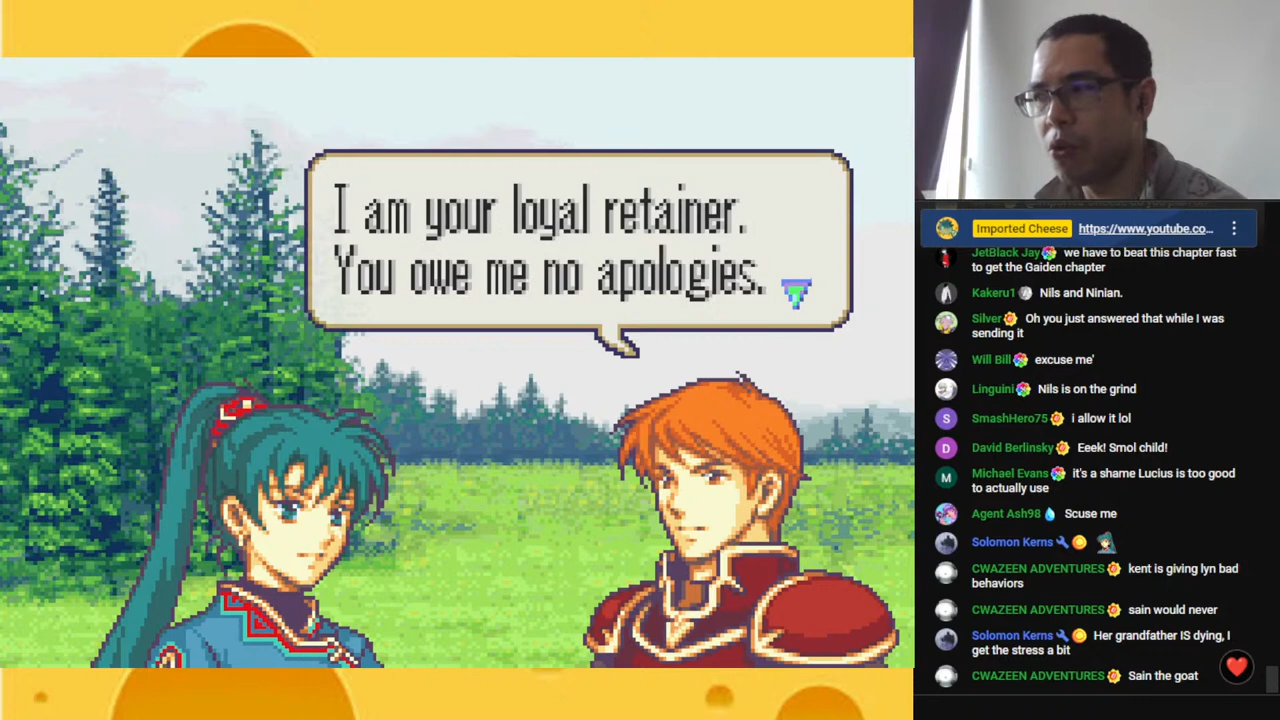 I am your loyal retainer.
You owe me no apologies.
Imported Cheese https://www.youtube.co...
JetBlack Jay we have to beat this chapter fast
to get the Gaiden chapter
Kakeru1 Nils and Ninian.
Silver Oh you just answered that while I was
sending it
Will Bill excuse me'
Linguini Nils is on the grind
S SmashHero75 i allow it lol
D David Berlinsky Eeek! Smol child!
M Michael Evans it's a shame Lucius is too good
to actually use
Agent Ash98 Scuse me
Solomon Kerns
CWAZEEN ADVENTURES kent is giving lyn bad
behaviors
CWAZEEN ADVENTURES sain would never
Solomon Kerns Her grandfather IS dying, I
get the stress a bit
CWAZEEN ADVENTURES Sain the goat